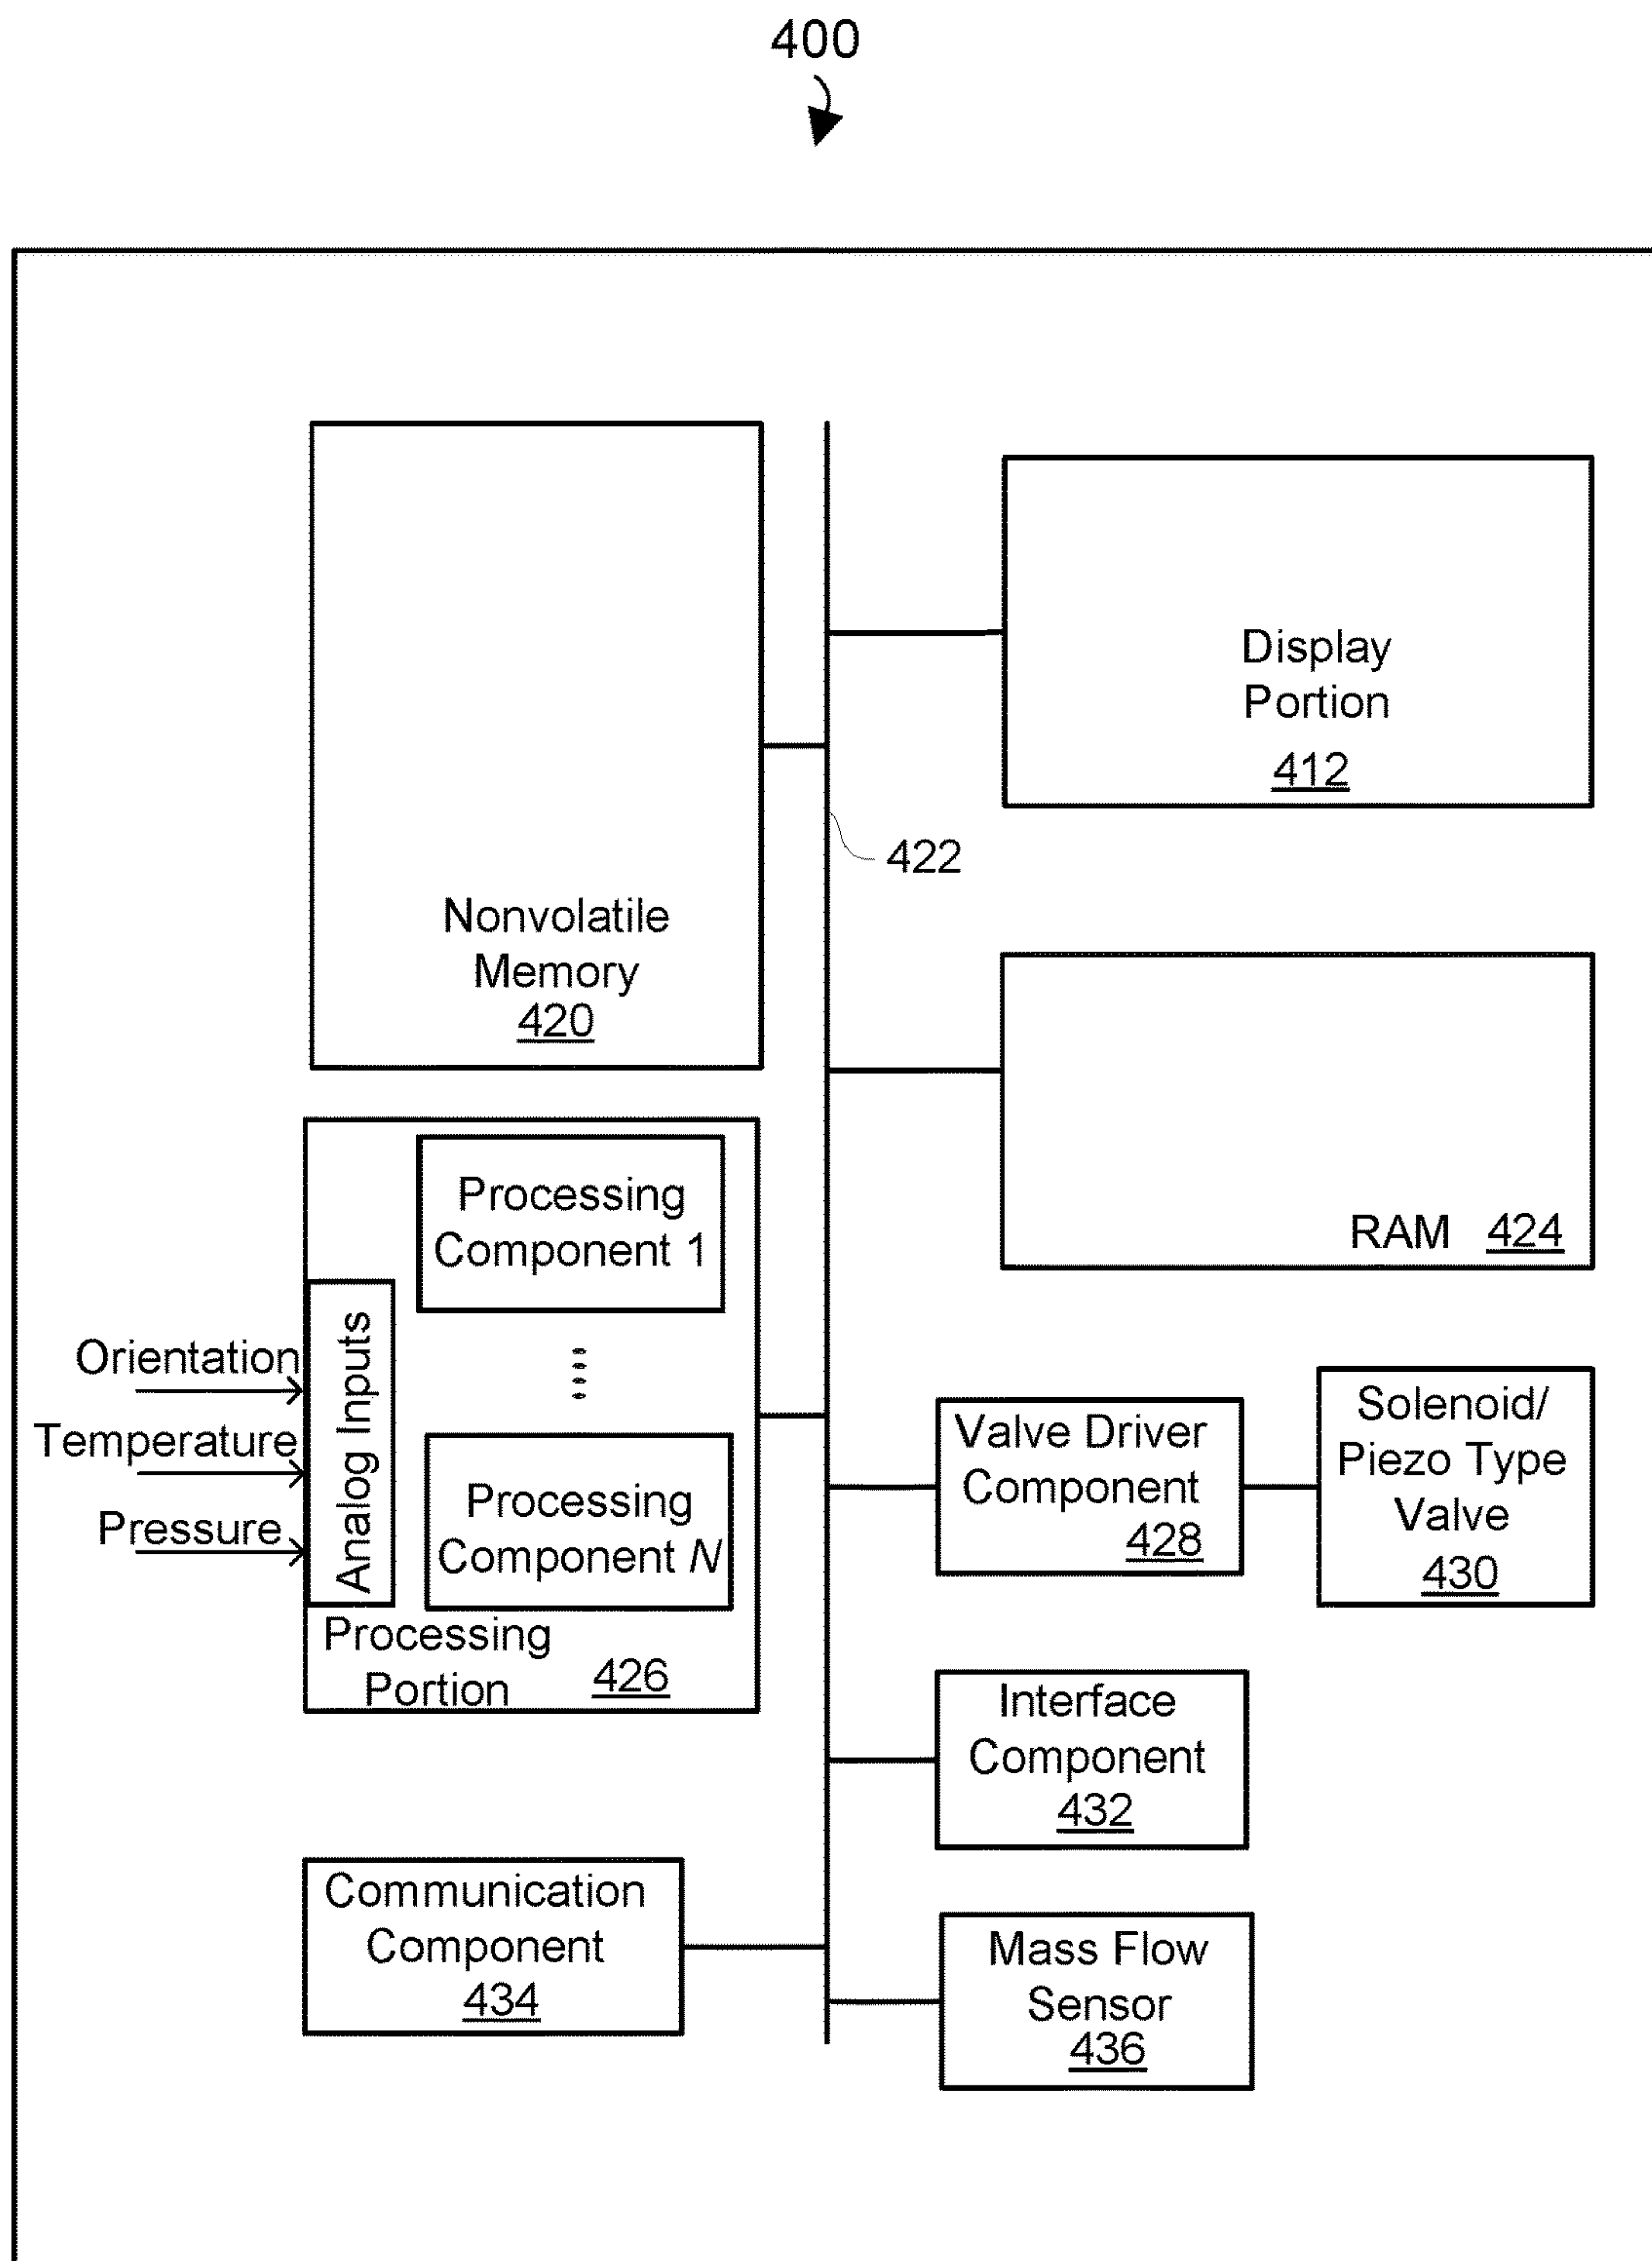 400
Display
Portion
412
422
Nonvolatile
Memory
420
RAM 424
Processing
Component 1
Processing
Component N
Analog Inputs
Orientation
Temperature
Pressure
Processing
Portion 426
Valve Driver
Component
428
Solenoid/
Piezo Type
Valve
430
Interface
Component
432
Communication
Component
434
Mass Flow
Sensor
436